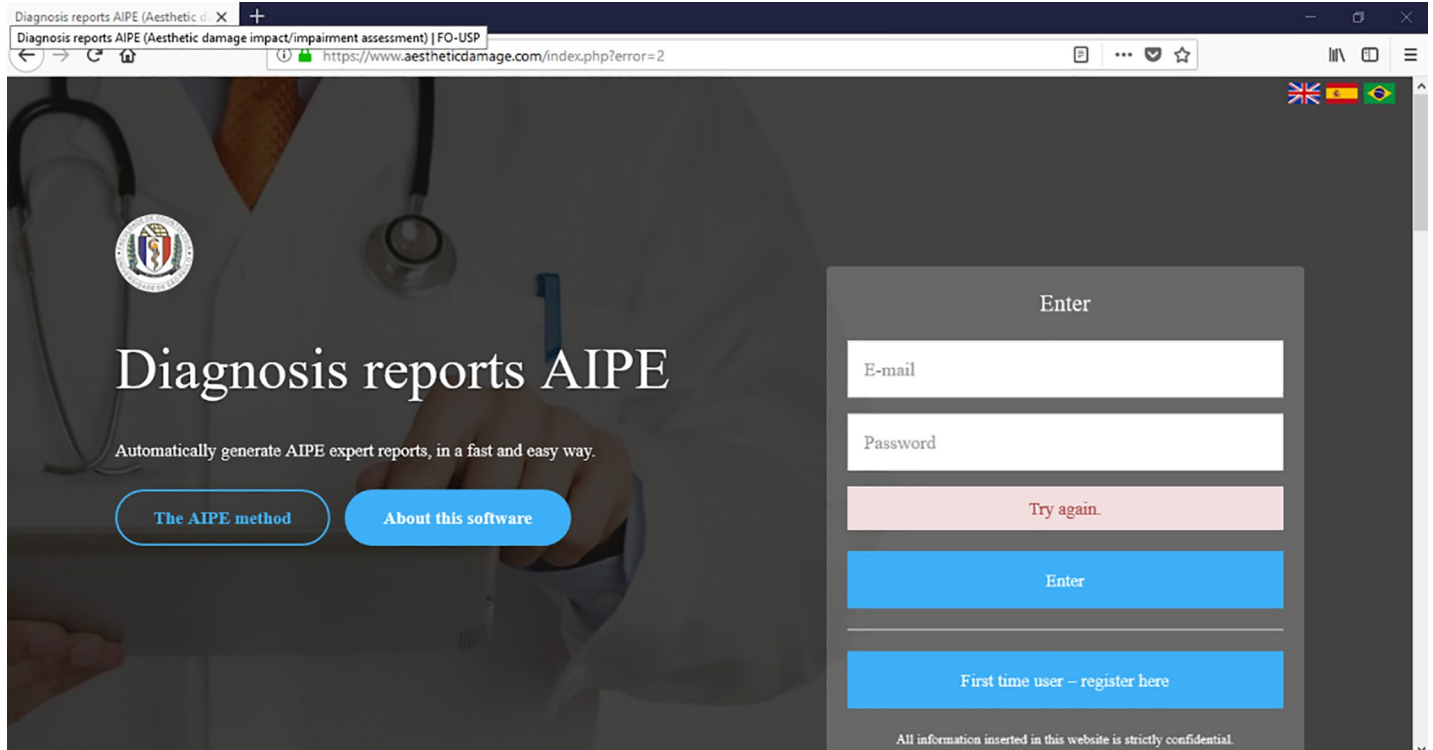 Diagnosis reports AIPE (Aesthetic d
Diagnosis reports AIPE (Aesthetic damage impact/impairment assessment) | FO-USP
https://www.aestheticdamage.com/index.php?error=2
Diagnosis reports AIPE
Automatically generate AIPE expert reports, in a fast and easy way.
The AIPE method
About this software
Enter
E-mail
Password
Try again.
Enter
First time user – register here
All information inserted in this website is strictly confidential.